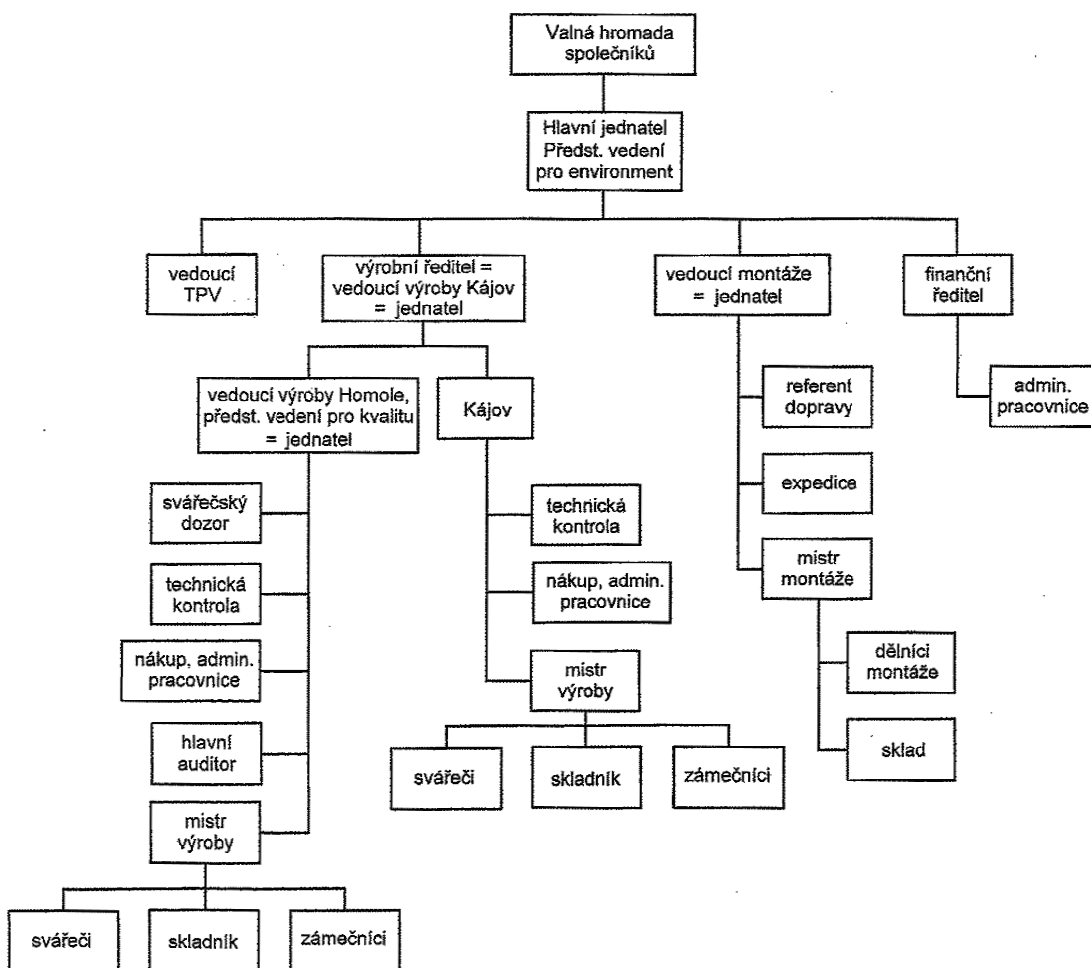 Valná hromada
společníků
Hlavní jednatel
Předst. vedení
pro environment
vedoucí
TPV
výrobní ředitel =
vedoucí výroby Kájov
= jednatel
vedoucí montáže
= jednatel
finanční
ředitel
vedoucí výroby Homole,
předst. vedení pro kvalitu
= jednatel
Kájov
referent
dopravy
admin.
pracovnice
svářečský
dozor
technická
kontrola
expedice
technická
kontrola
nákup, admin.
pracovnice
mistr
montáže
nákup, admin.
pracovnice
mistr
výroby
dělníci
montáže
hlavní
auditor
svářeči
skladník
zámečníci
sklad
mistr
výroby
svářeči
skladník
zámečníci